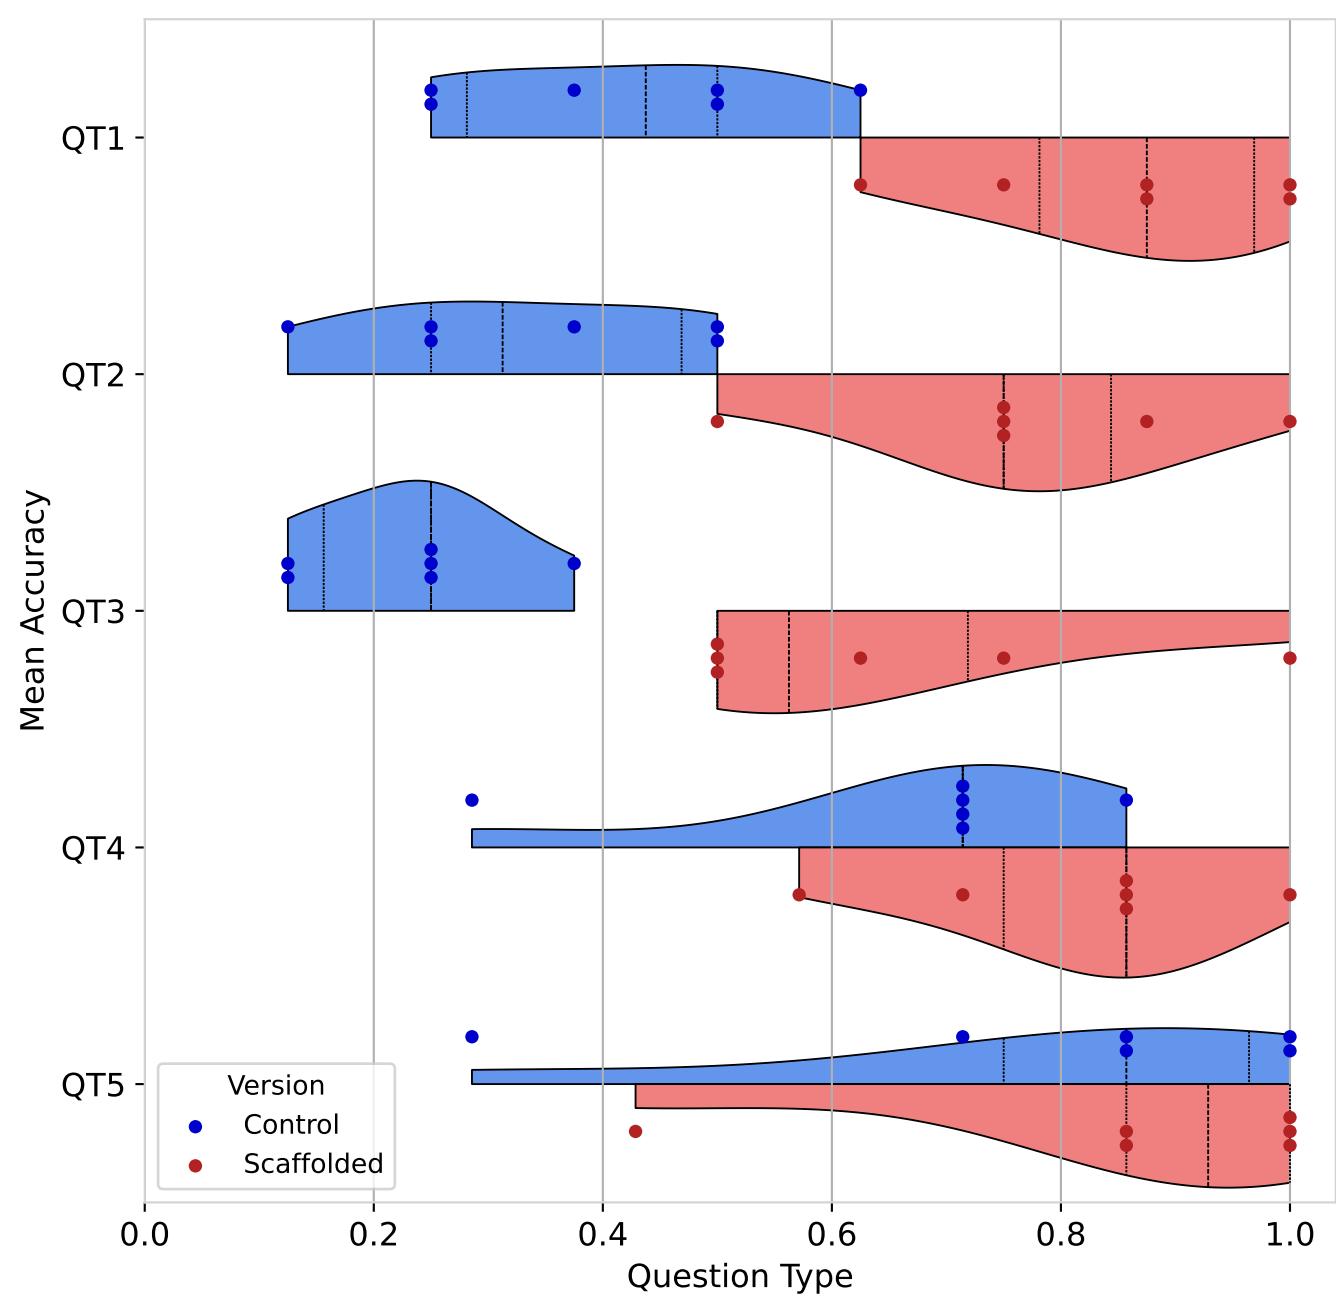 QT1
QT2
QT3
QT4
QT5
Mean Accuracy
Version
Control
Scaffolded
0.0 0.2 0.4 0.6 0.8 1.0
Question Type